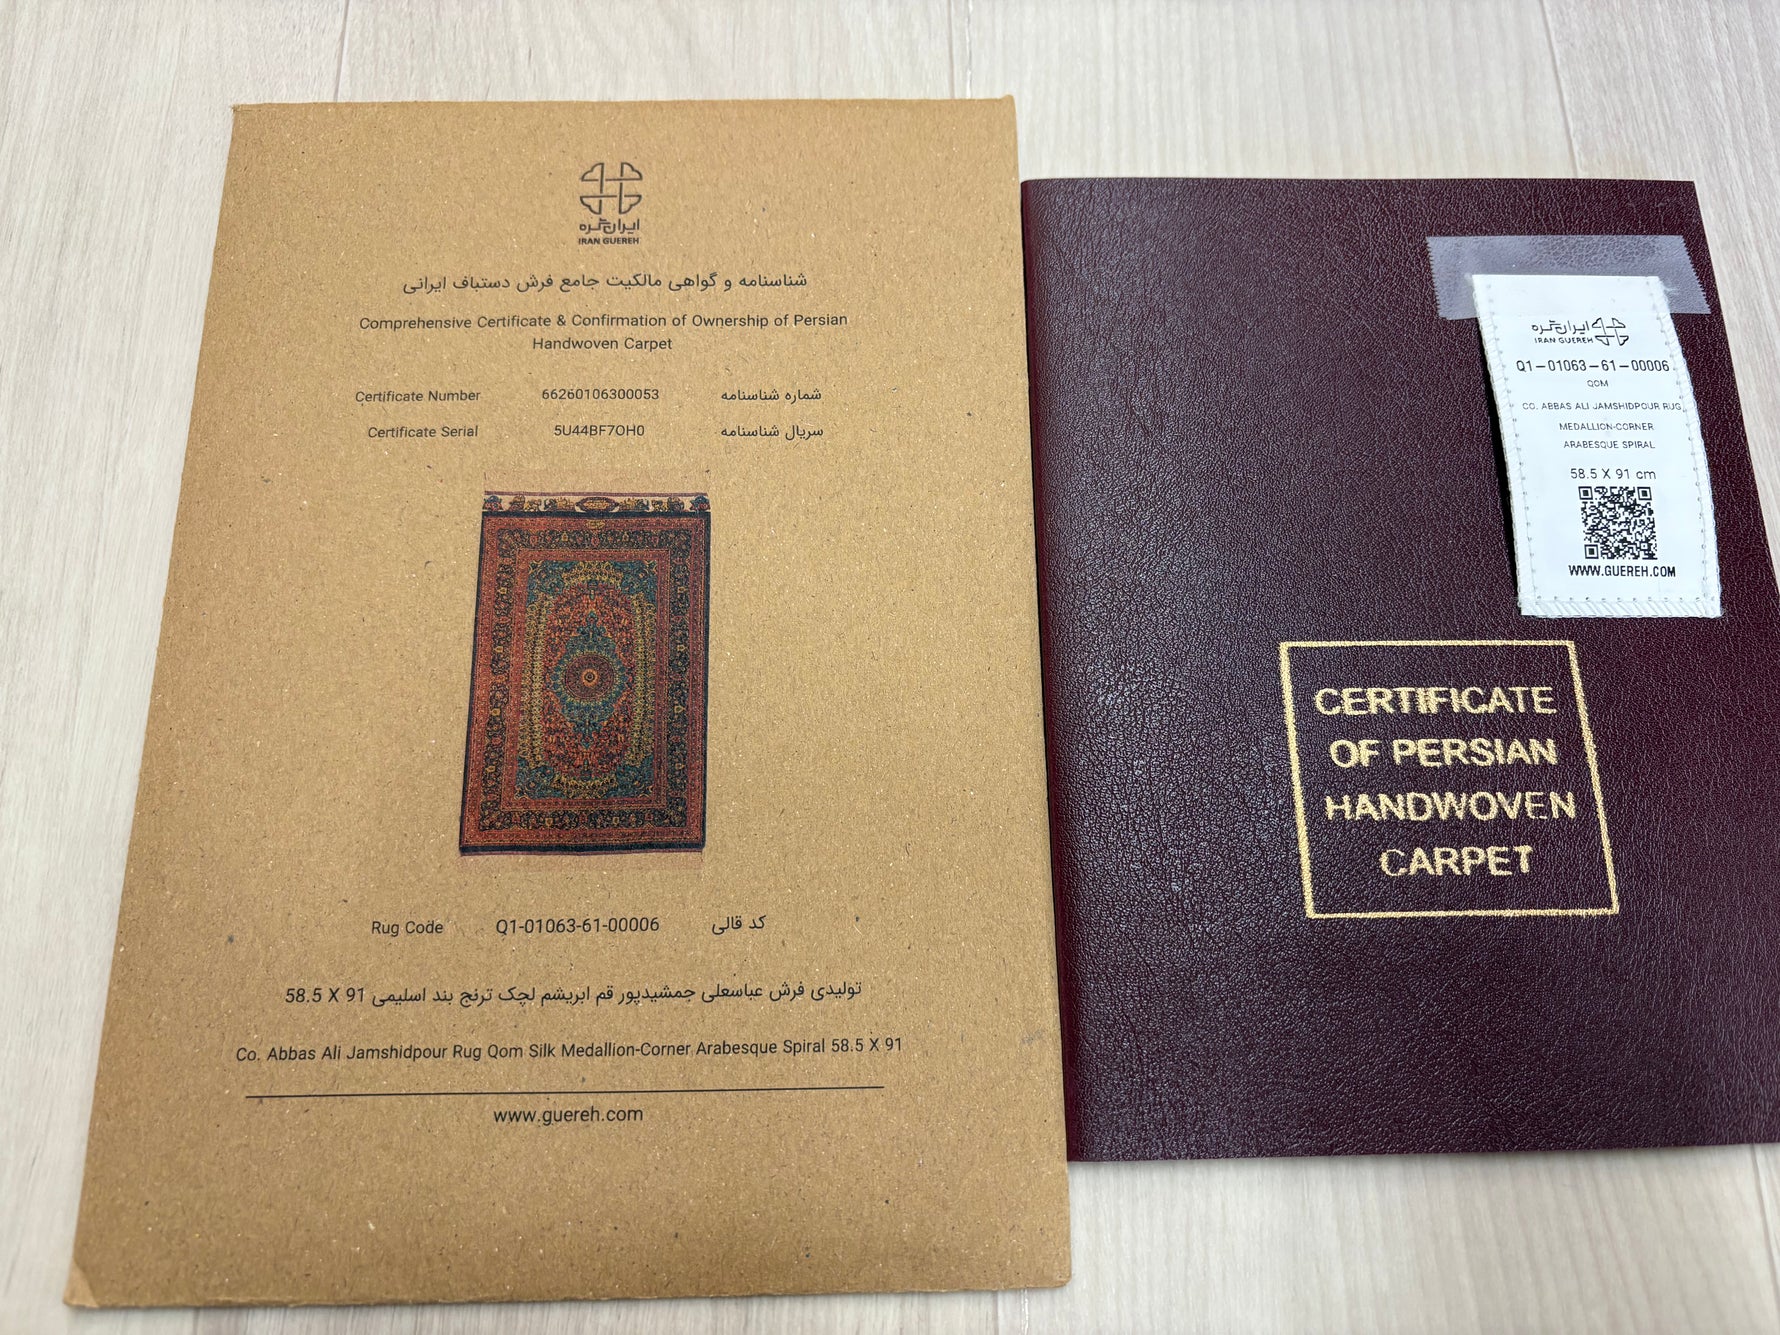 ایران گره
IRAN GUEREH
شناسنامه و گواهی مالکیت جامع فرش دستباف ایرانی
Comprehensive Certificate & Confirmation of Ownership of Persian
Handwoven Carpet
Certificate Number 66260106300053 شماره شناسنامه
Certificate Serial 5U44BF7OH0 سریال شناسنامه
Rug Code Q1-01063-61-00006 کد قالی
تولیدی فرش عباسعلی جمشیدپور قم ابریشم لچک ترنج بند اسلیمی 91 X 58.5
Co. Abbas Ali Jamshidpour Rug Qom Silk Medallion-Corner Arabesque Spiral 58.5 X 91
www.guereh.com
ایران گره
IRAN GUEREH
Q1-01063-61-00006
QOM
CO. ABBAS ALI JAMSHIDPOUR RUG
MEDALLION-CORNER
ARABESQUE SPIRAL
58.5 X 91 cm
WWW.GUEREH.COM
CERTIFICATE
OF PERSIAN
HANDWOVEN
CARPET